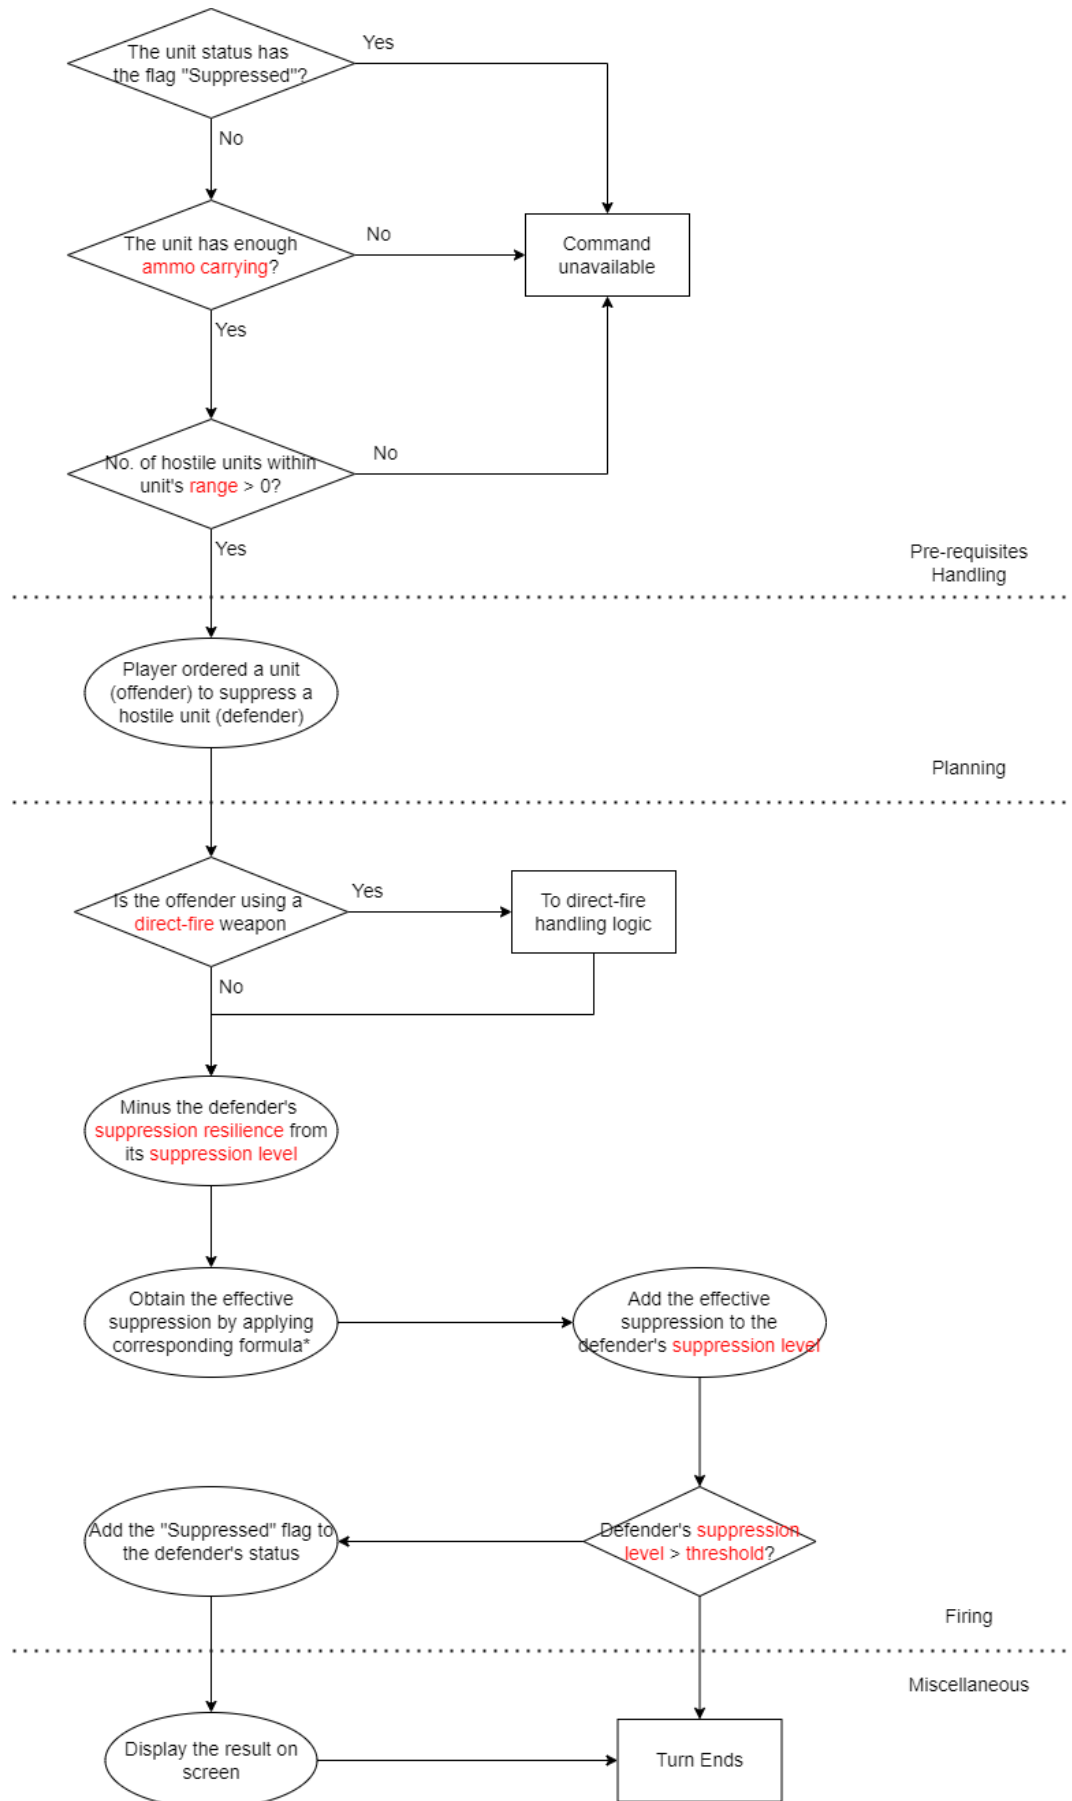 The unit status has
the flag "Suppressed"?
Yes
No
The unit has enough
ammo carrying?
No
Command
unavailable
Yes
No. of hostile units within
unit's range > 0?
No
Yes
Pre-requisites
Handling
Player ordered a unit
(offender) to suppress a
hostile unit (defender)
Planning
Is the offender using a
direct-fire weapon
Yes
To direct-fire
handling logic
No
Minus the defender's
suppression resilience from
its suppression level
Obtain the effective
suppression by applying
corresponding formula*
Add the effective
suppression to the
defender's suppression level
Add the "Suppressed" flag to
the defender's status
Defender's suppression
level > threshold?
Firing
Miscellaneous
Display the result on
screen
Turn Ends